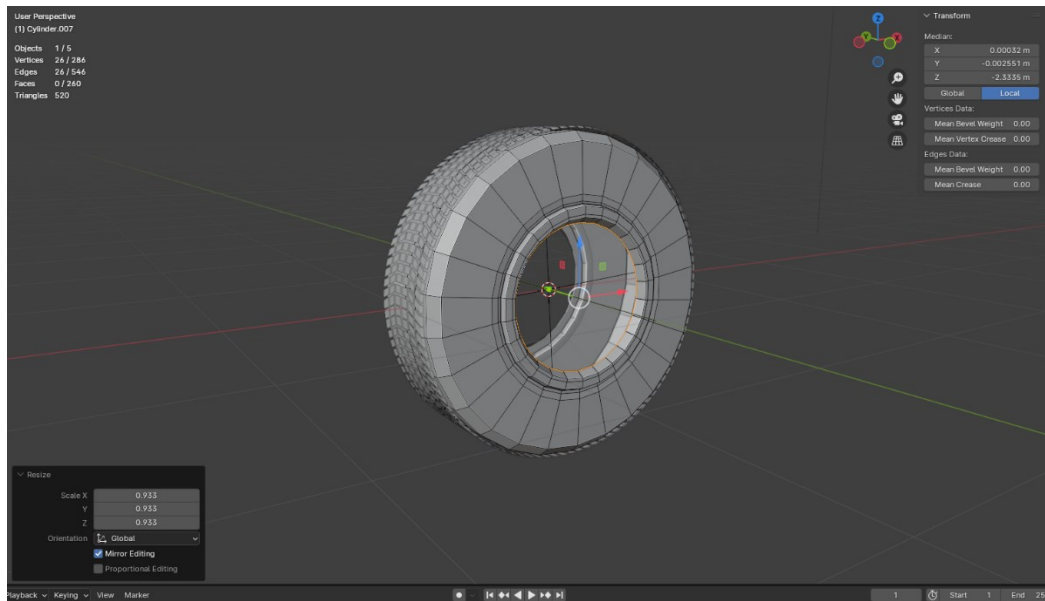 User Perspective
(1) Cylinder.007
Objects 1 / 5
Vertices 26 / 286
Edges 26 / 546
Faces 0 / 260
Triangles 520
Z
Y
X
Transform
Median:
X 0.00032 m
Y -0.002551 m
Z -2.3335 m
Global Local
Vertices Data:
Mean Bevel Weight 0.00
Mean Vertex Crease 0.00
Edges Data:
Mean Bevel Weight 0.00
Mean Crease 0.00
Resize
Scale X 0.933
Y 0.933
Z 0.933
Orientation Global
Mirror Editing
Proportional Editing
Playback Keying View Marker 1 Start 1 End 25